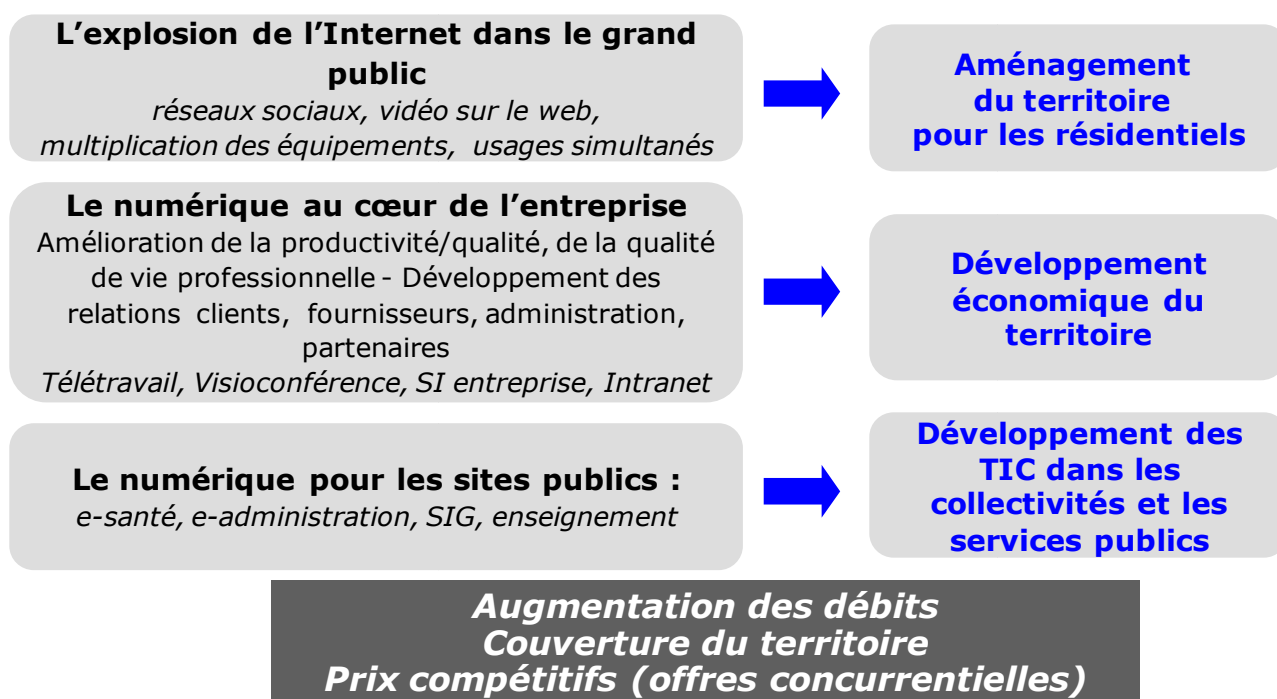 L’explosion de l’Internet dans le grand
public
réseaux sociaux, vidéo sur le web,
multiplication des équipements, usages simultanés
Aménagement
du territoire
pour les résidentiels
Le numérique au cœur de l’entreprise
Amélioration de la productivité/qualité, de la qualité
de vie professionnelle - Développement des
relations clients, fournisseurs, administration,
partenaires
Télétravail, Visioconférence, SI entreprise, Intranet
Développement
économique du
territoire
Le numérique pour les sites publics :
e-santé, e-administration, SIG, enseignement
Développement des
TIC dans les
collectivités et les
services publics
Augmentation des débits
Couverture du territoire
Prix compétitifs (offres concurrentielles)